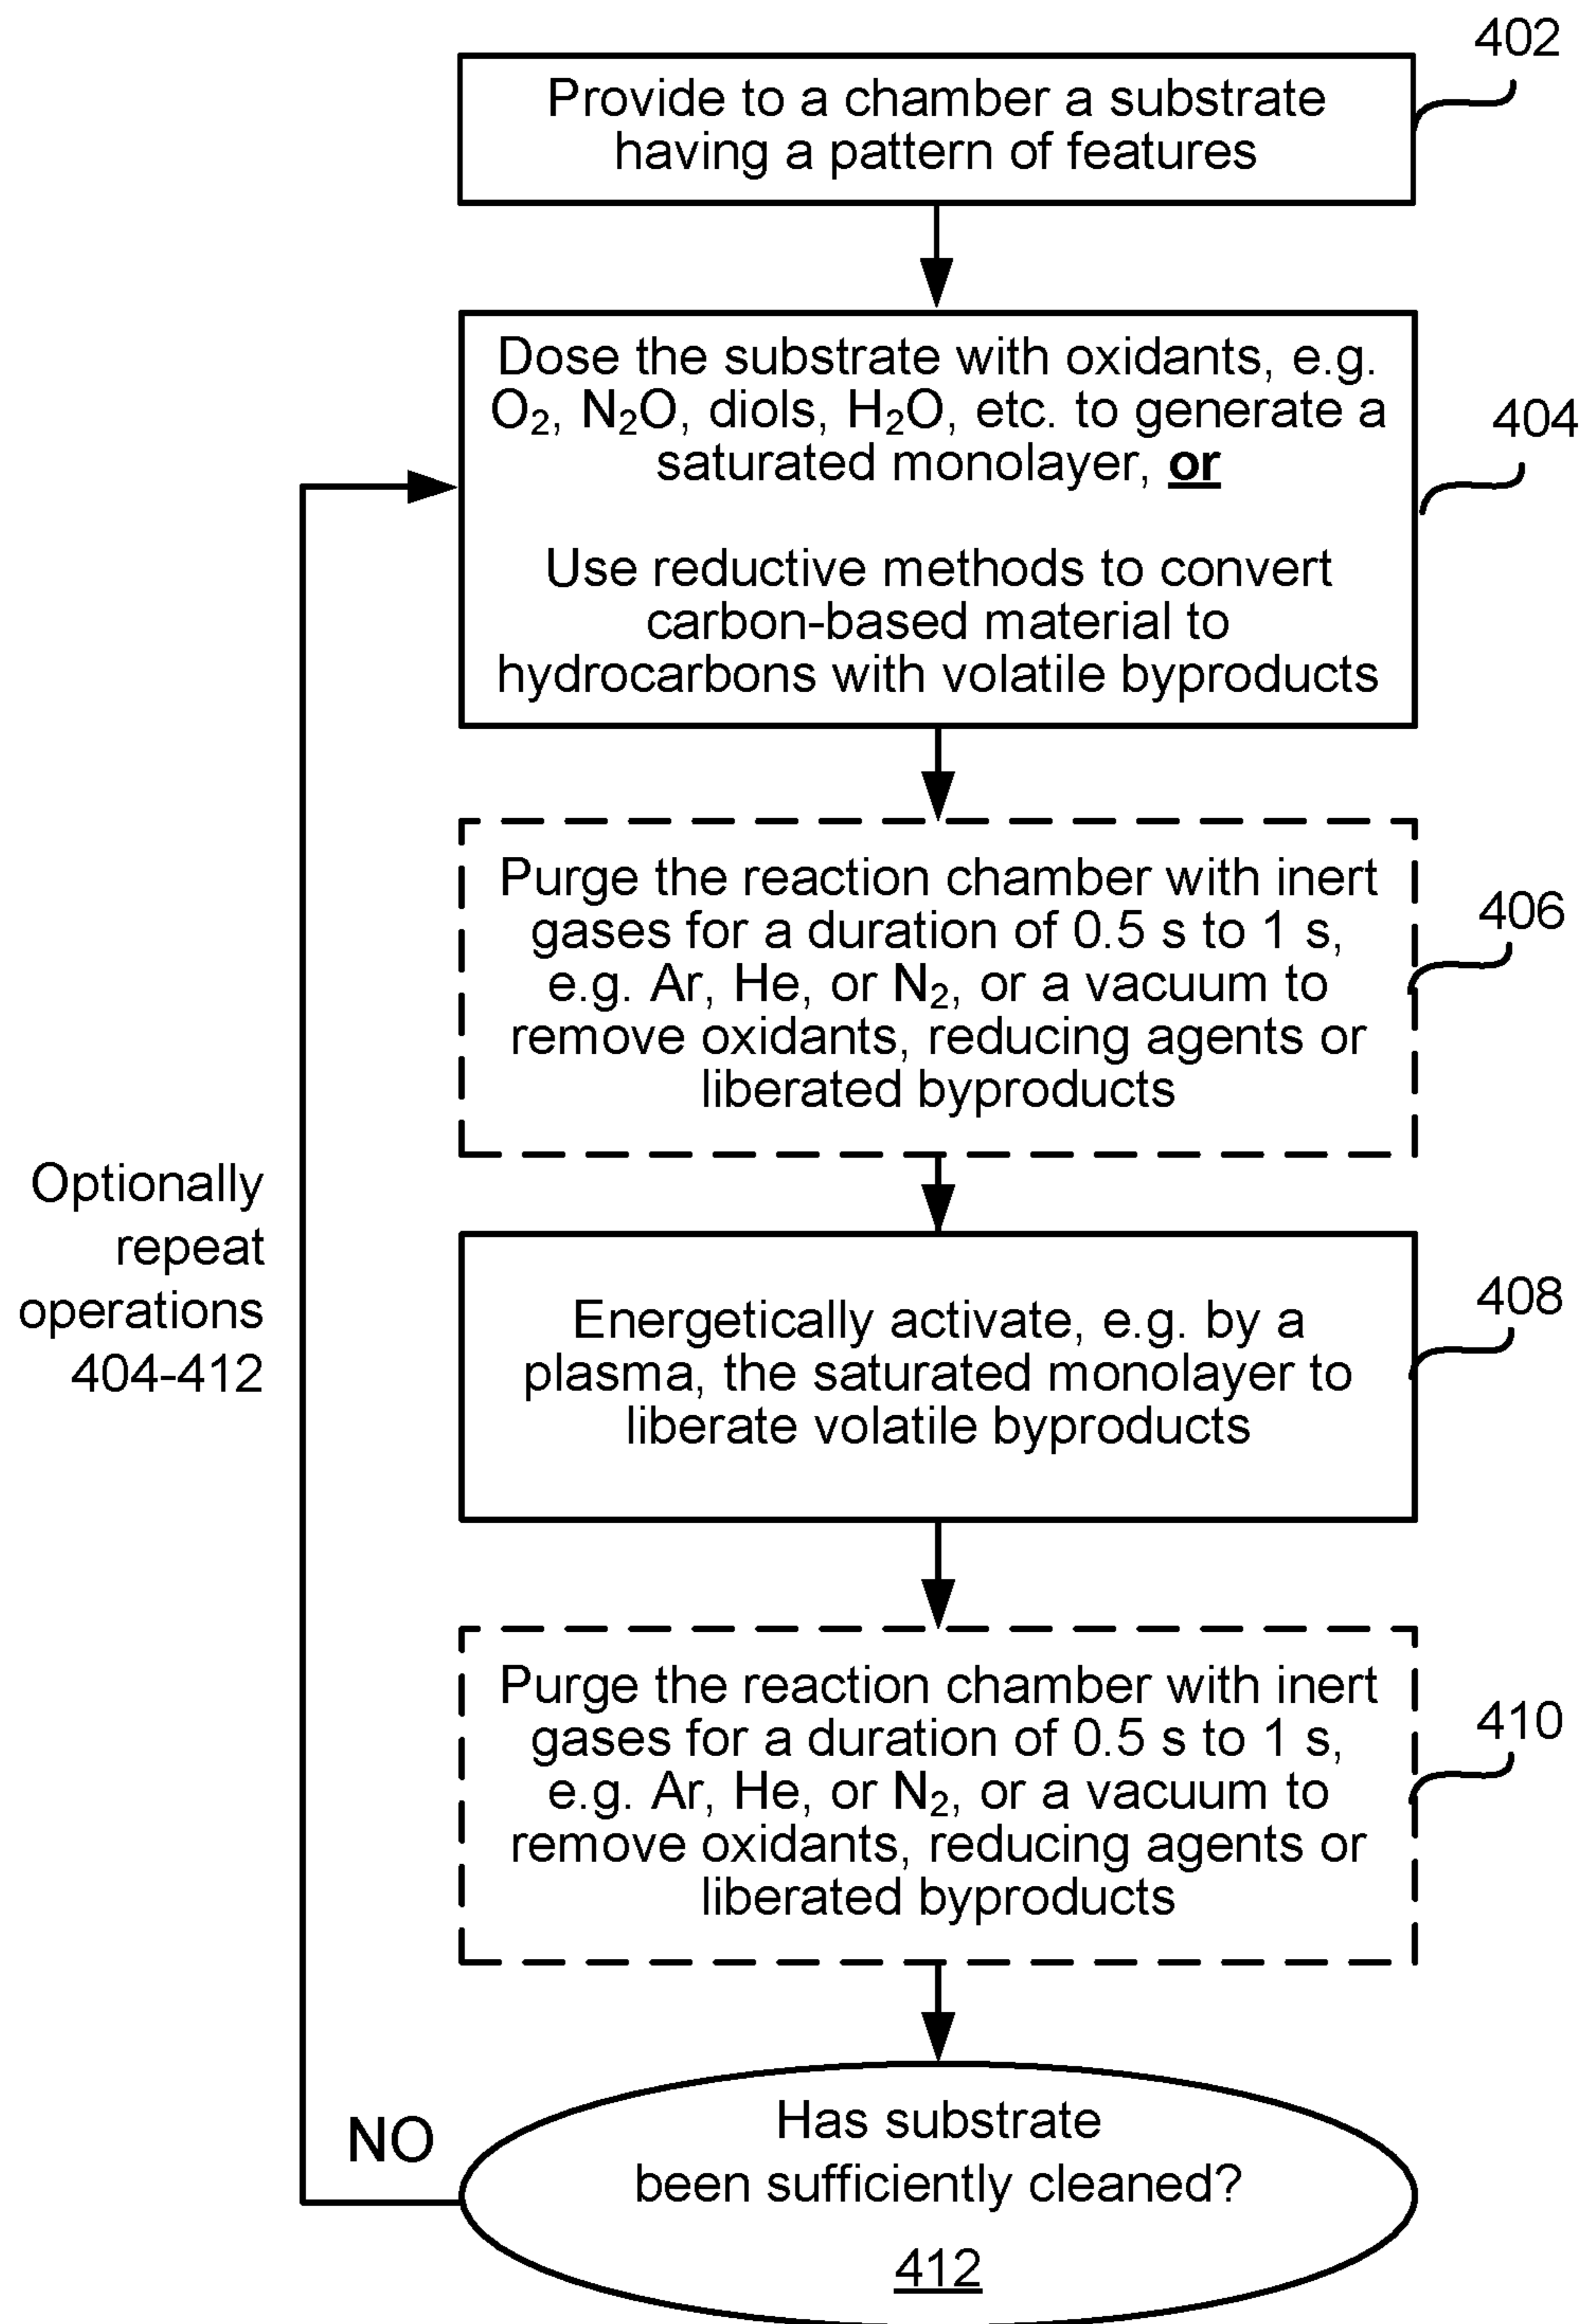 402
Provide to a chamber a substrate
having a pattern of features
Dose the substrate with oxidants, e.g.
O₂, N₂O, diols, H₂O, etc. to generate a
saturated monolayer, or
404
Use reductive methods to convert
carbon-based material to
hydrocarbons with volatile byproducts
Purge the reaction chamber with inert
gases for a duration of 0.5 s to 1 s,
e.g. Ar, He, or N₂, or a vacuum to
remove oxidants, reducing agents or
liberated byproducts
406
Optionally
repeat
operations
404-412
Energetically activate, e.g. by a
plasma, the saturated monolayer to
liberate volatile byproducts
408
Purge the reaction chamber with inert
gases for a duration of 0.5 s to 1 s,
e.g. Ar, He, or N₂, or a vacuum to
remove oxidants, reducing agents or
liberated byproducts
410
NO
Has substrate
been sufficiently cleaned?
412